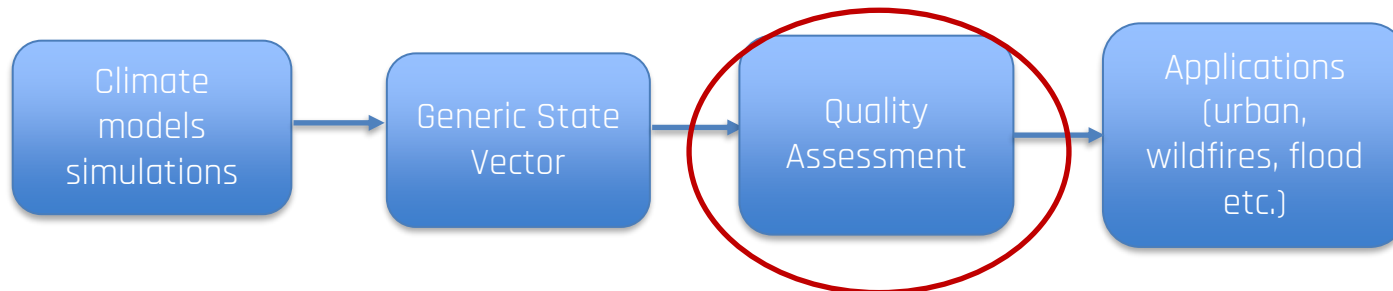 Climate
models
simulations
Generic State
Vector
Quality
Assessment
Applications
(urban,
wildfires, flood
etc.)